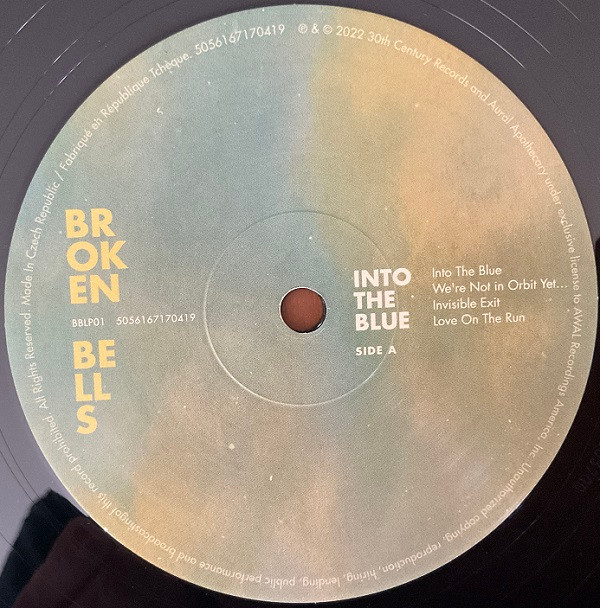 BR
OK
EN
BBLP01 5056167170419
BE
LL
S
INTO
THE
BLUE
SIDE A
Into The Blue
We're Not in Orbit Yet...
Invisible Exit
Love On The Run
All Rights Reserved. Made In Czech Republic / Fabriqué en République Tchèque. 5056167170419 ℗ & © 2022 30th Century Records and Aural Apothecary under exclusive license to AWAL Recordings America, Inc. Unauthorized copying, reproduction, hiring, lending, public performance and broadcastingof this record prohibited.